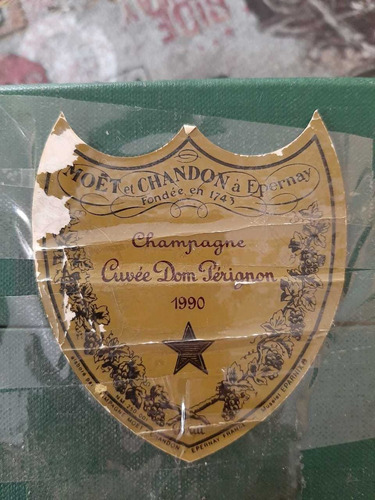 MOËT et CHANDON à Epernay
Fondée en 1743
Champagne
Cuvée Dom Pérignon
1990
EPERNAY FRANCE